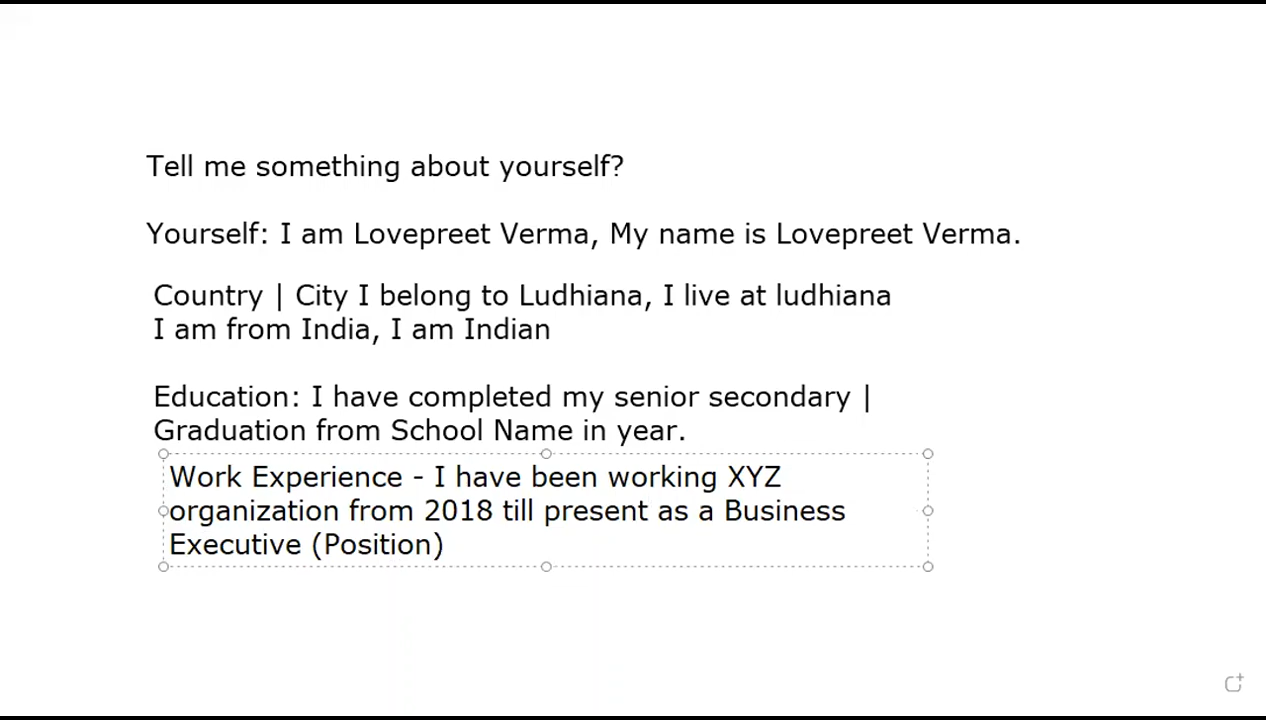 Tell me something about yourself?
Yourself: I am Lovepreet Verma, My name is Lovepreet Verma.
Country | City I belong to Ludhiana, I live at ludhiana
I am from India, I am Indian
Education: I have completed my senior secondary |
Graduation from School Name in year.
Work Experience - I have been working XYZ
organization from 2018 till present as a Business
Executive (Position)